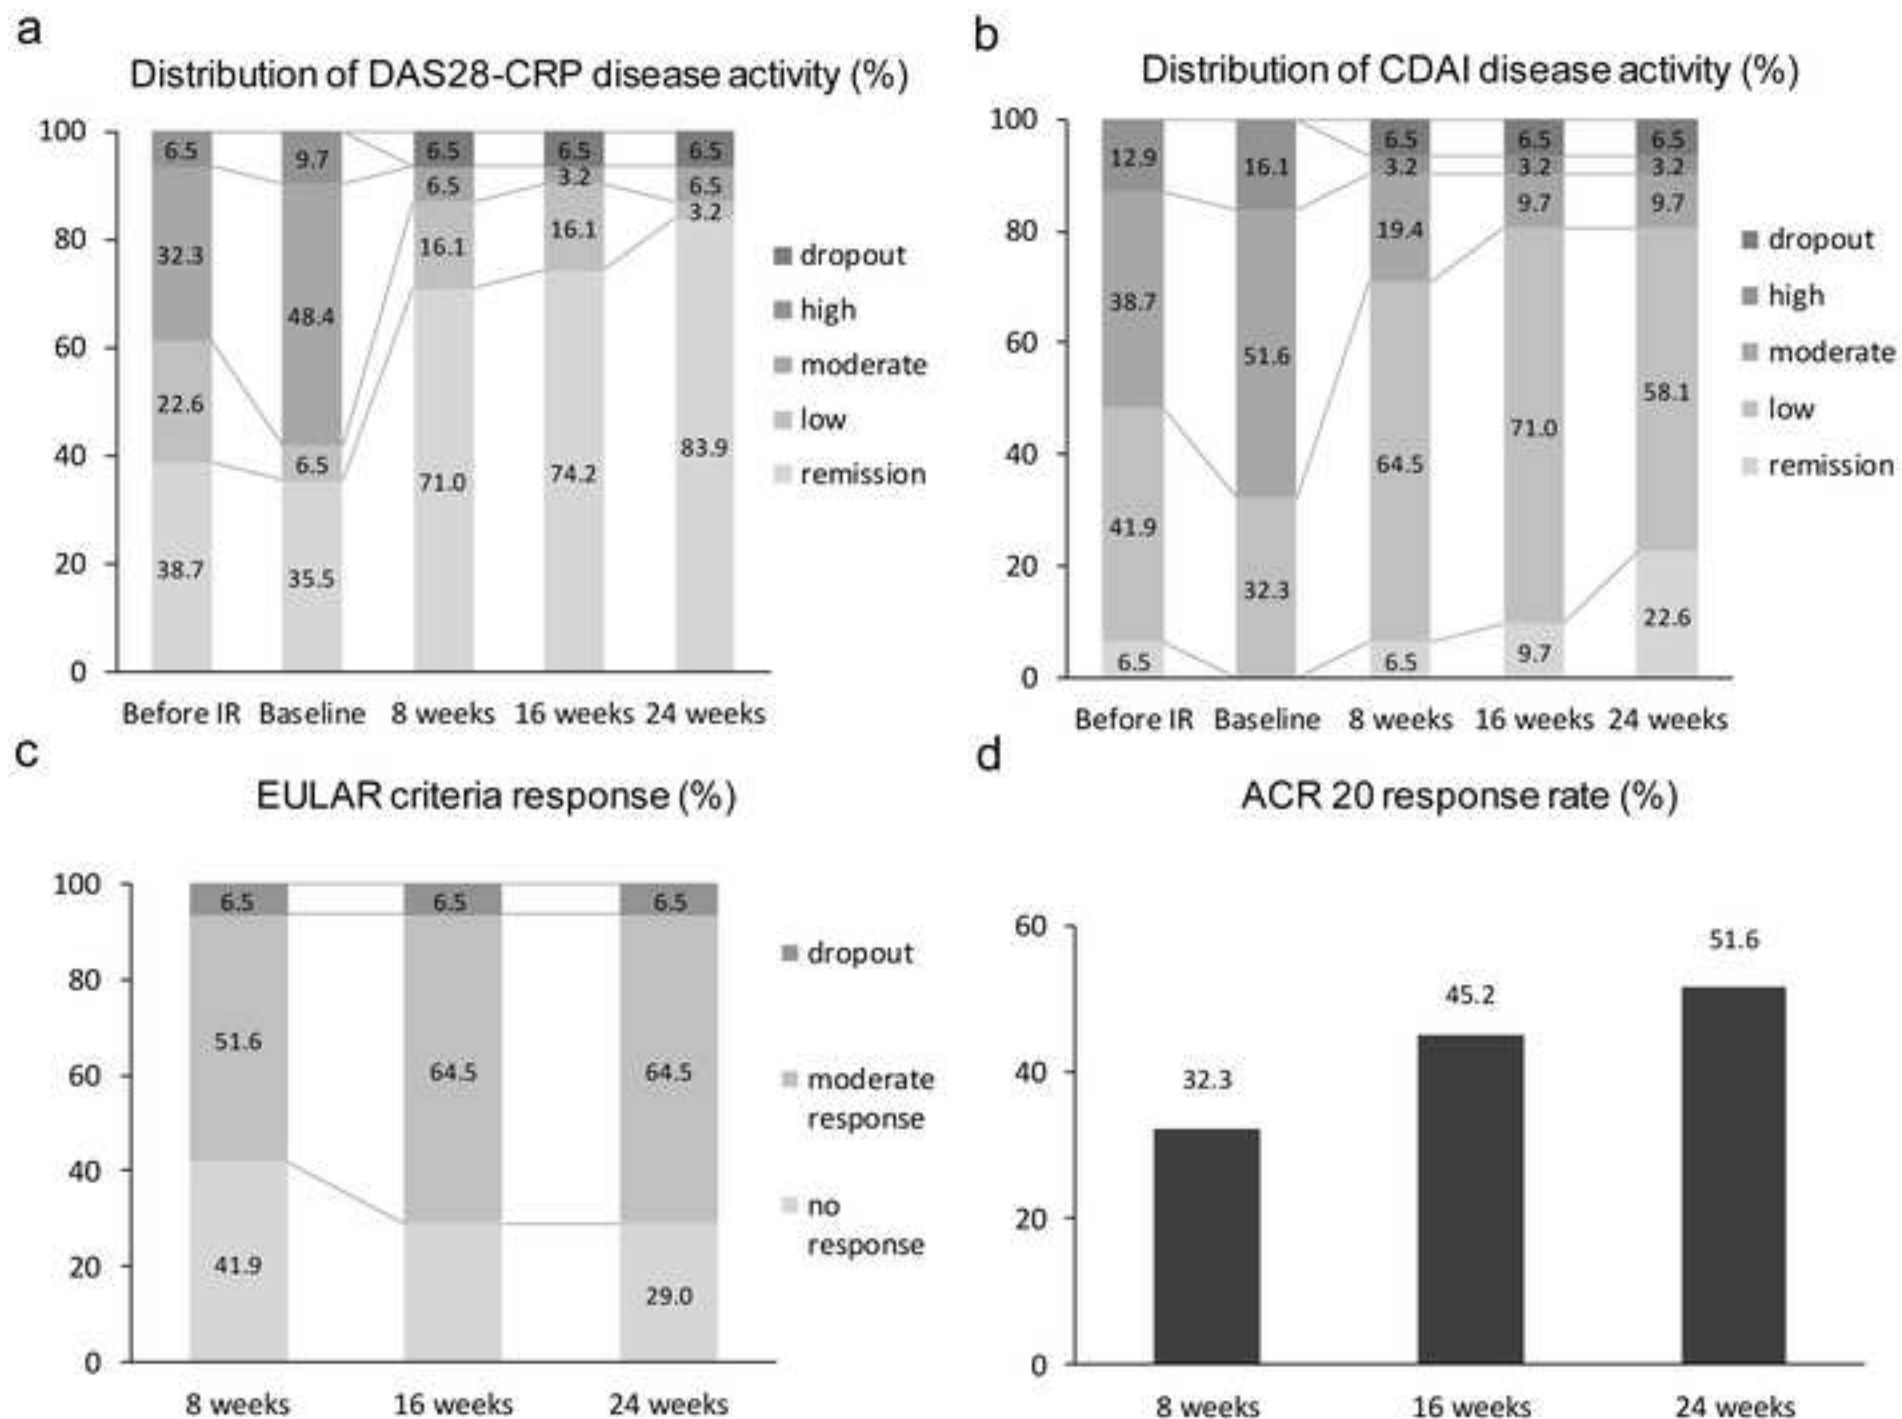 a
Distribution of DAS28-CRP disease activity (%)
100
80
60
40
20
0
6.5
32.3
22.6
38.7
9.7
48.4
6.5
35.5
6.5
6.5
16.1
71.0
6.5
3.2
16.1
74.2
6.5
6.5
3.2
83.9
Before IR Baseline 8 weeks 16 weeks 24 weeks
dropout
high
moderate
low
remission
b
Distribution of CDAI disease activity (%)
100
80
60
40
20
0
12.9
38.7
41.9
6.5
16.1
51.6
32.3
6.5
3.2
19.4
64.5
6.5
6.5
3.2
9.7
71.0
9.7
6.5
3.2
9.7
58.1
22.6
Before IR Baseline 8 weeks 16 weeks 24 weeks
dropout
high
moderate
low
remission
c
EULAR criteria response (%)
100
80
60
40
20
0
6.5
51.6
41.9
6.5
64.5
6.5
64.5
29.0
8 weeks 16 weeks 24 weeks
dropout
moderate
response
no
response
d
ACR 20 response rate (%)
60
40
20
0
32.3
45.2
51.6
8 weeks 16 weeks 24 weeks